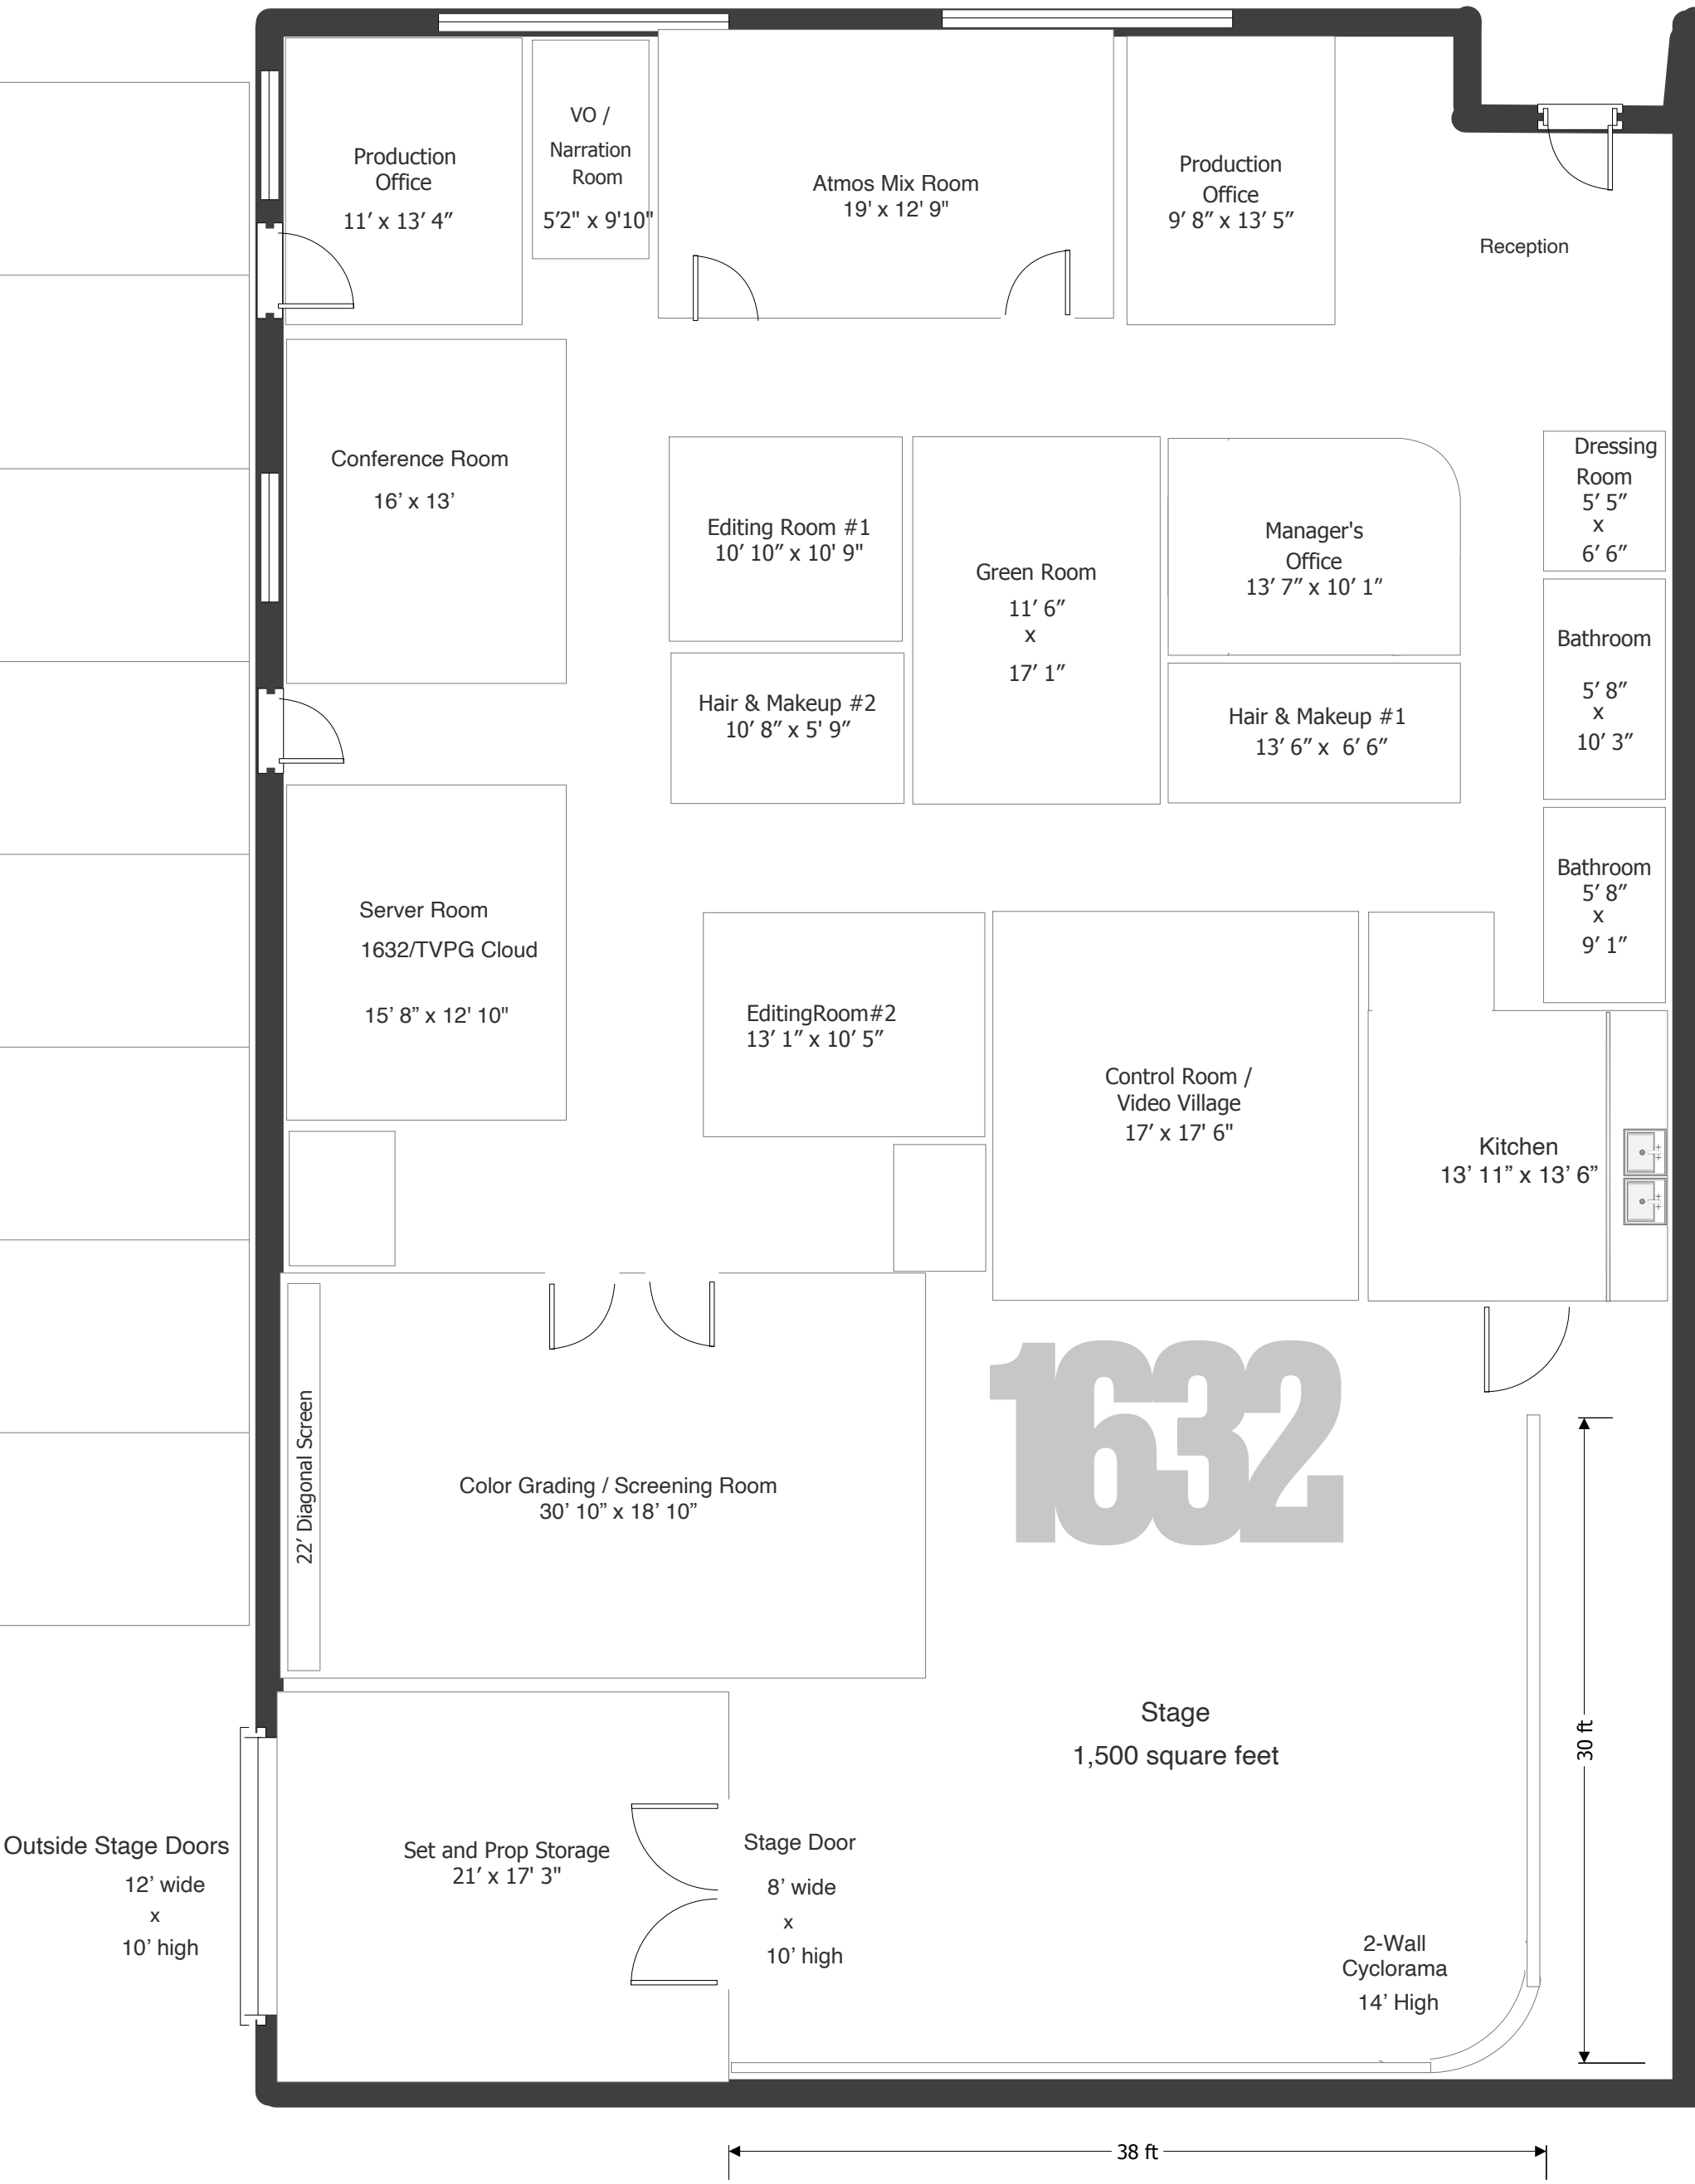 Production
Office
11′ x 13′ 4″
VO /
Narration
Room
5'2" x 9'10"
Atmos Mix Room
19' x 12' 9"
Production
Office
9′ 8″ x 13′ 5″
Reception
Conference Room
16’ x 13’
Editing Room #1
10′ 10″ x 10' 9"
Green Room
11′ 6″
x
17′ 1″
Manager's
Office
13′ 7″ x 10′ 1″
Dressing
Room
5′ 5″
x
6′ 6″
Hair & Makeup #2
10′ 8″ x 5' 9″
Hair & Makeup #1
13′ 6″ x 6′ 6″
Bathroom
5′ 8″
x
10′ 3″
Bathroom
5′ 8″
x
9′ 1″
Server Room
1632/TVPG Cloud
15’ 8” x 12' 10"
EditingRoom#2
13′ 1″ x 10′ 5″
Control Room /
Video Village
17′ x 17' 6"
Kitchen
13’ 11” x 13’ 6”
1632
22′ Diagonal Screen
Color Grading / Screening Room
30’ 10” x 18’ 10”
Stage
1,500 square feet
30 ft
Outside Stage Doors
12’ wide
x
10’ high
Set and Prop Storage
21′ x 17' 3"
Stage Door
8’ wide
x
10’ high
2-Wall
Cyclorama
14’ High
38 ft